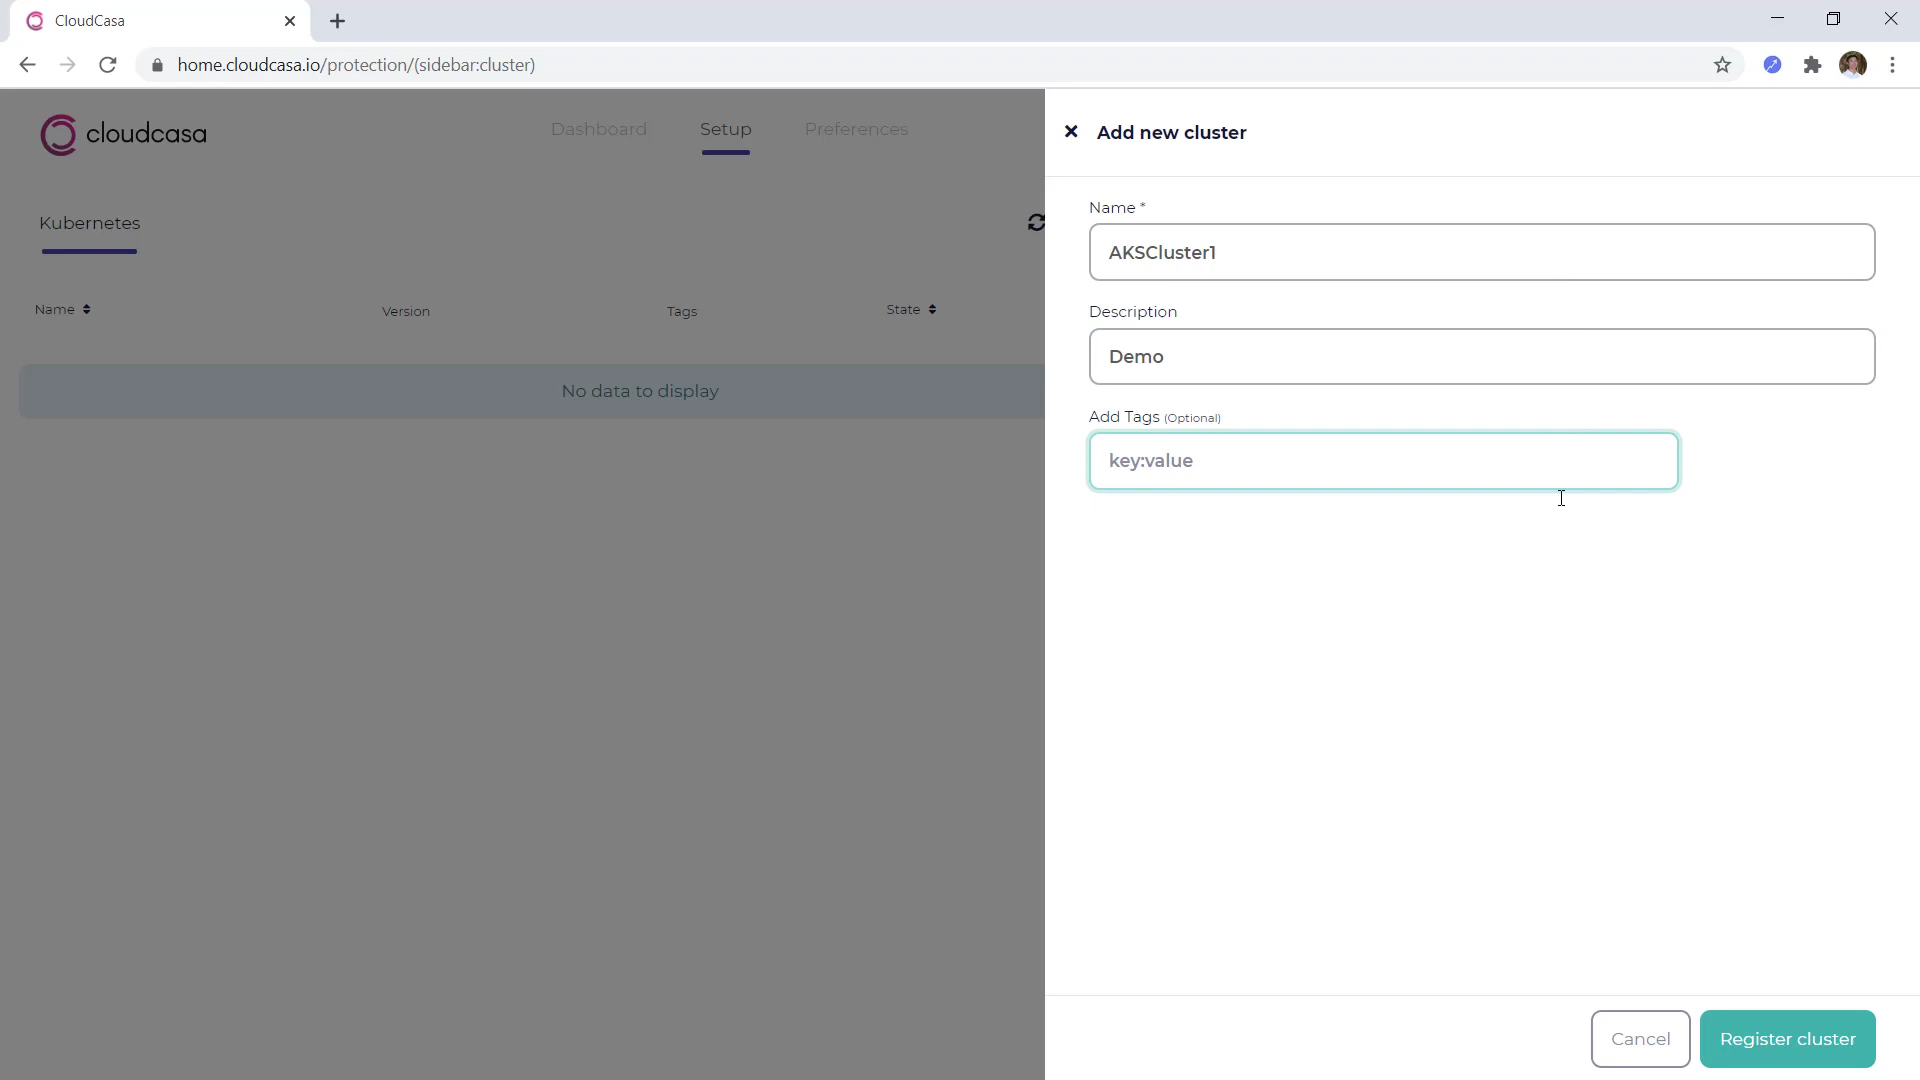 CloudCasa
home.cloudcasa.io/protection/(sidebar:cluster)
cloudcasa
Dashboard Setup Preferences
Kubernetes
Name Version Tags State
No data to display
Add new cluster
Name *
AKSCluster1
Description
Demo
Add Tags (Optional)
key:value
Cancel Register cluster